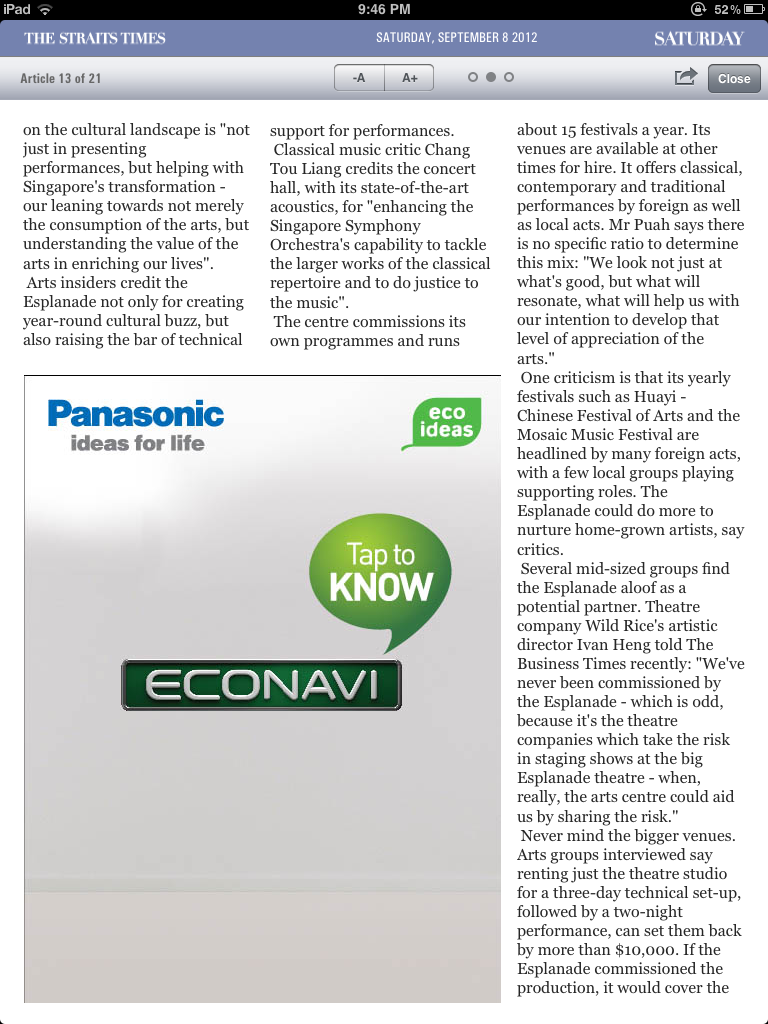 iPad 9:46 PM 52%
THE STRAITS TIMES SATURDAY, SEPTEMBER 8 2012 SATURDAY
Article 13 of 21 -A A+ Close
on the cultural landscape is "not
just in presenting
performances, but helping with
Singapore's transformation -
our leaning towards not merely
the consumption of the arts, but
understanding the value of the
arts in enriching our lives".
Arts insiders credit the
Esplanade not only for creating
year-round cultural buzz, but
also raising the bar of technical
support for performances.
Classical music critic Chang
Tou Liang credits the concert
hall, with its state-of-the-art
acoustics, for "enhancing the
Singapore Symphony
Orchestra's capability to tackle
the larger works of the classical
repertoire and to do justice to
the music".
The centre commissions its
own programmes and runs
about 15 festivals a year. Its
venues are available at other
times for hire. It offers classical,
contemporary and traditional
performances by foreign as well
as local acts. Mr Puah says there
is no specific ratio to determine
this mix: "We look not just at
what's good, but what will
resonate, what will help us with
our intention to develop that
level of appreciation of the
arts."
One criticism is that its yearly
festivals such as Huayi -
Chinese Festival of Arts and the
Mosaic Music Festival are
headlined by many foreign acts,
with a few local groups playing
supporting roles. The
Esplanade could do more to
nurture home-grown artists, say
critics.
Several mid-sized groups find
the Esplanade aloof as a
potential partner. Theatre
company Wild Rice's artistic
director Ivan Heng told The
Business Times recently: "We've
never been commissioned by
the Esplanade - which is odd,
because it's the theatre
companies which take the risk
in staging shows at the big
Esplanade theatre - when,
really, the arts centre could aid
us by sharing the risk."
Never mind the bigger venues.
Arts groups interviewed say
renting just the theatre studio
for a three-day technical set-up,
followed by a two-night
performance, can set them back
by more than $10,000. If the
Esplanade commissioned the
production, it would cover the
Panasonic
ideas for life
eco
ideas
Tap to
KNOW
ECONAVI